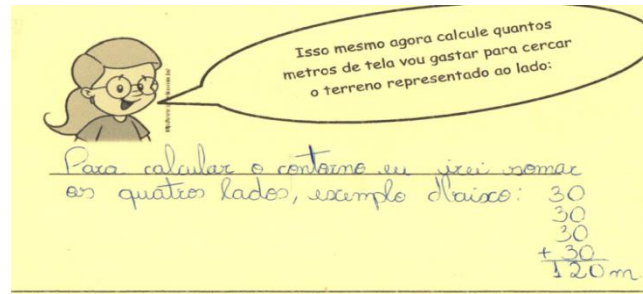 Isso mesmo agora calcule quantos
metros de tela vou gastar para cercar
o terreno representado ao lado:
Para calcular o contorno eu irei somar
os quatros lados, exemplo abaixo:
30
30
30
+ 30
120 m